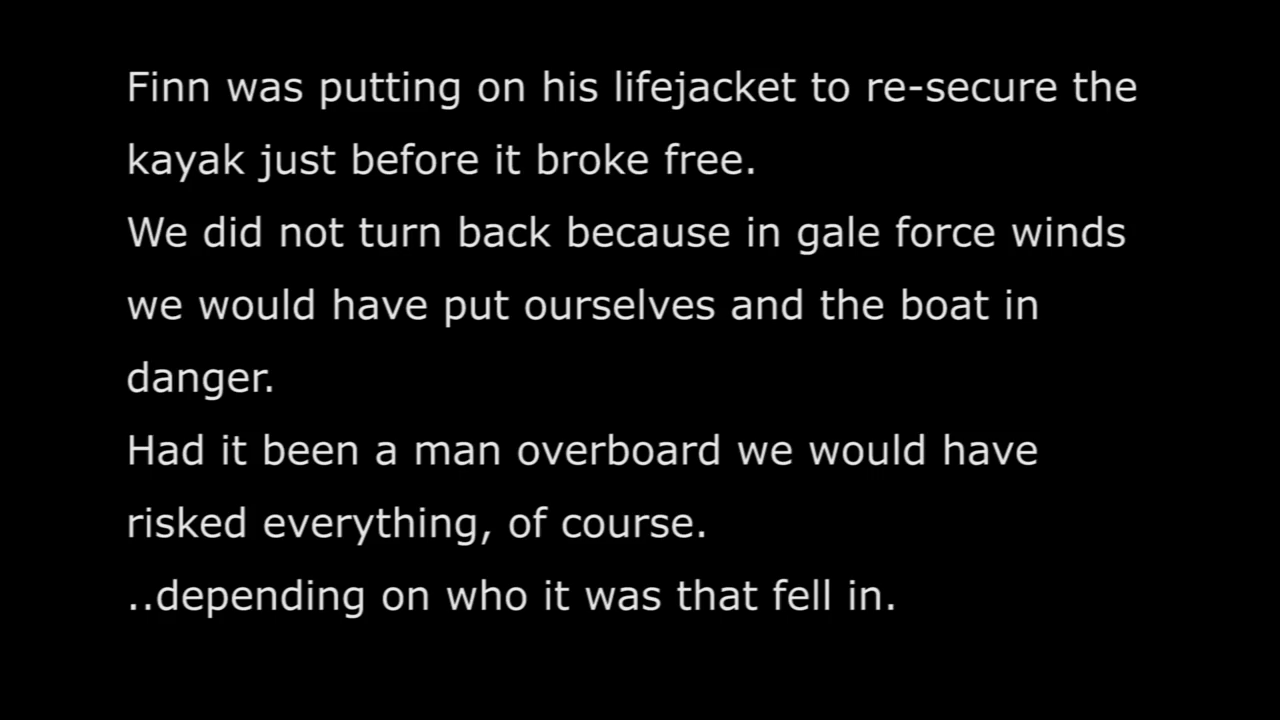 Finn was putting on his lifejacket to re-secure the
kayak just before it broke free.
We did not turn back because in gale force winds
we would have put ourselves and the boat in
danger.
Had it been a man overboard we would have
risked everything, of course.
..depending on who it was that fell in.